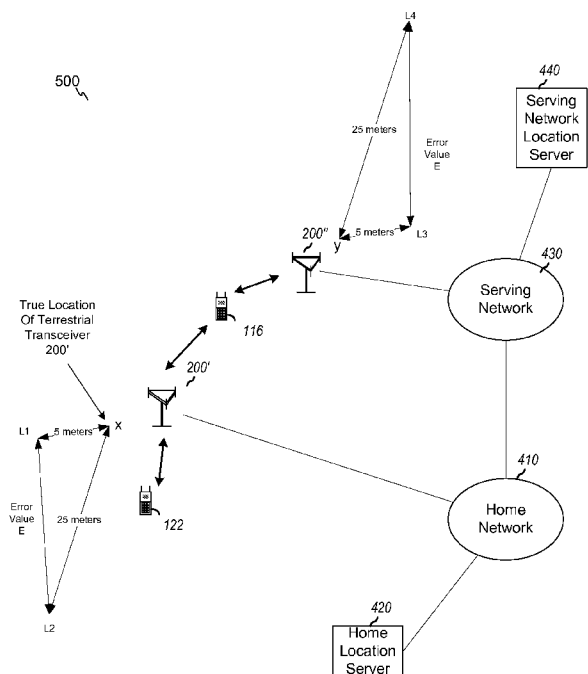 L4
500
440
Serving
Network
Location
Server
25 meters
Error
Value
E
200"
5 meters
L3
y
430
Serving
Network
116
True Location
Of Terrestrial
Transceiver
200'
200'
L1
5 meters
x
410
Home
Network
Error
Value
E
25 meters
122
L2
420
Home
Location
Server